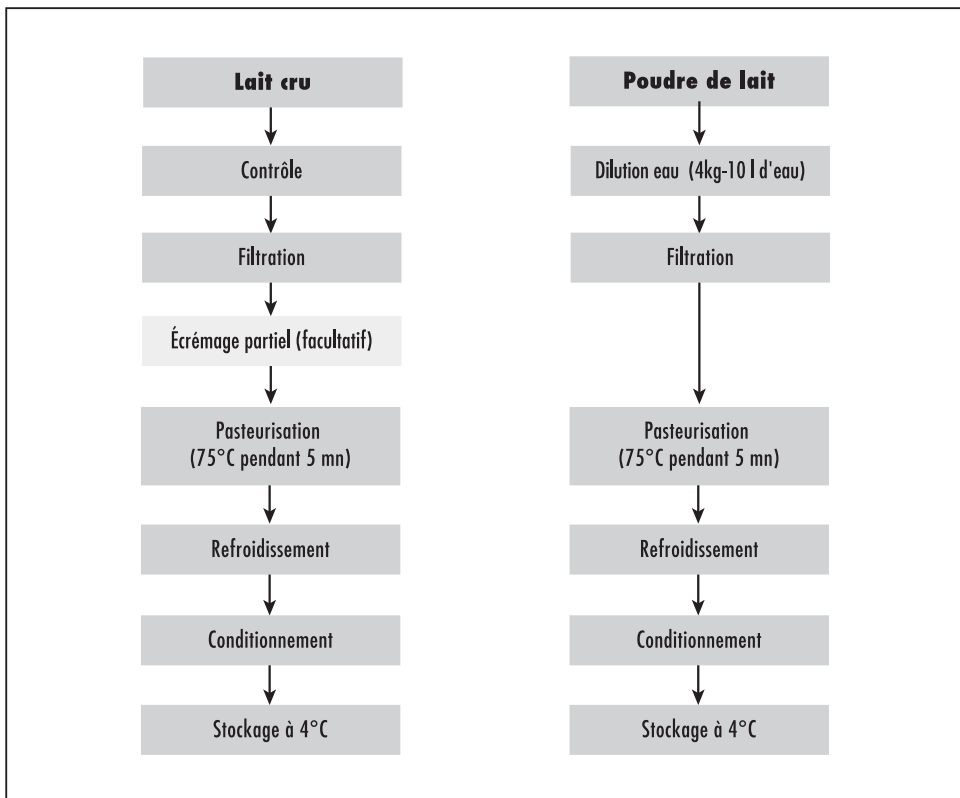 Lait cru
Contrôle
Filtration
Écrémage partiel (facultatif)
Pasteurisation
(75°C pendant 5 mn)
Refroidissement
Conditionnement
Stockage à 4°C
Poudre de lait
Dilution eau (4kg-10 l d'eau)
Filtration
Pasteurisation
(75°C pendant 5 mn)
Refroidissement
Conditionnement
Stockage à 4°C